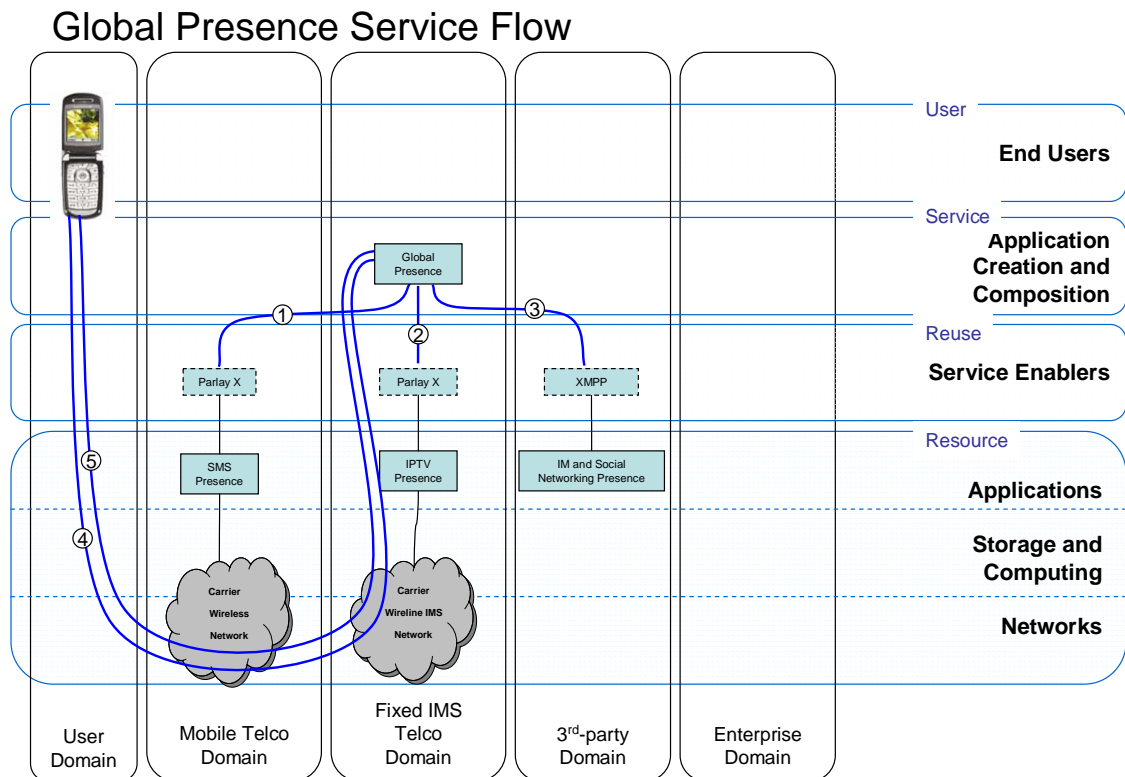 Global Presence Service Flow
User
End Users
Service
Application
Creation and
Composition
Global
Presence
①
②
③
Reuse
Service Enablers
Parlay X
Parlay X
XMPP
Resource
SMS
Presence
IPTV
Presence
IM and Social
Networking Presence
Applications
⑤
④
Storage and
Computing
Carrier
Wireless
Network
Carrier
Wireline IMS
Network
Networks
User
Domain
Mobile Telco
Domain
Fixed IMS
Telco
Domain
3rd-party
Domain
Enterprise
Domain